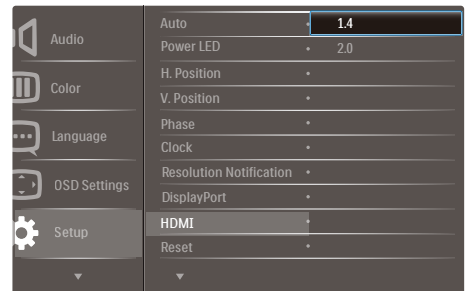 Audio
Color
Language
OSD Settings
Setup
Auto
Power LED
H. Position
V. Position
Phase
Clock
Resolution Notification
DisplayPort
HDMI
Reset
1.4
2.0